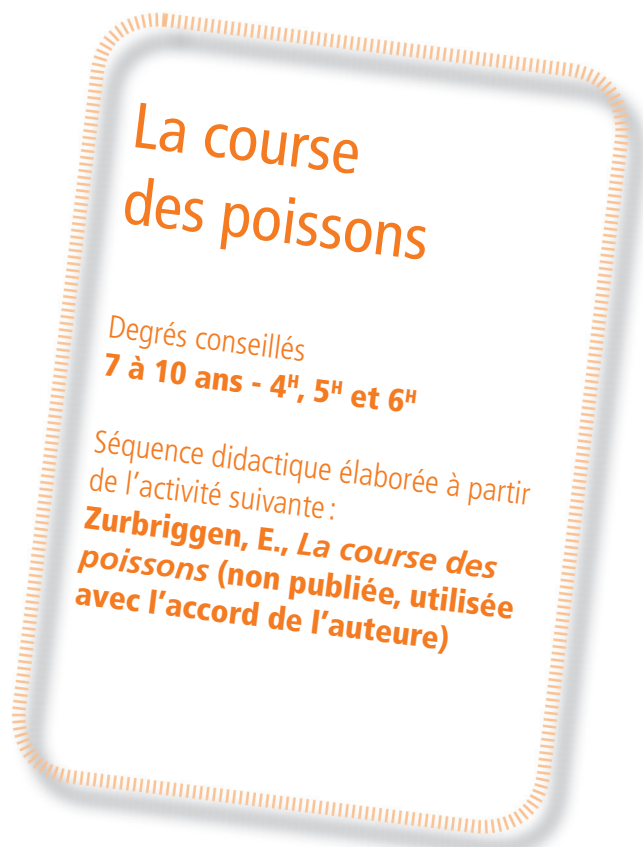 La course
des poissons
Degrés conseillés
7 à 10 ans - 4ᴴ, 5ᴴ et 6ᴴ
Séquence didactique élaborée à partir
de l’activité suivante :
Zurbriggen, E., La course des
poissons (non publiée, utilisée
avec l’accord de l’auteure)